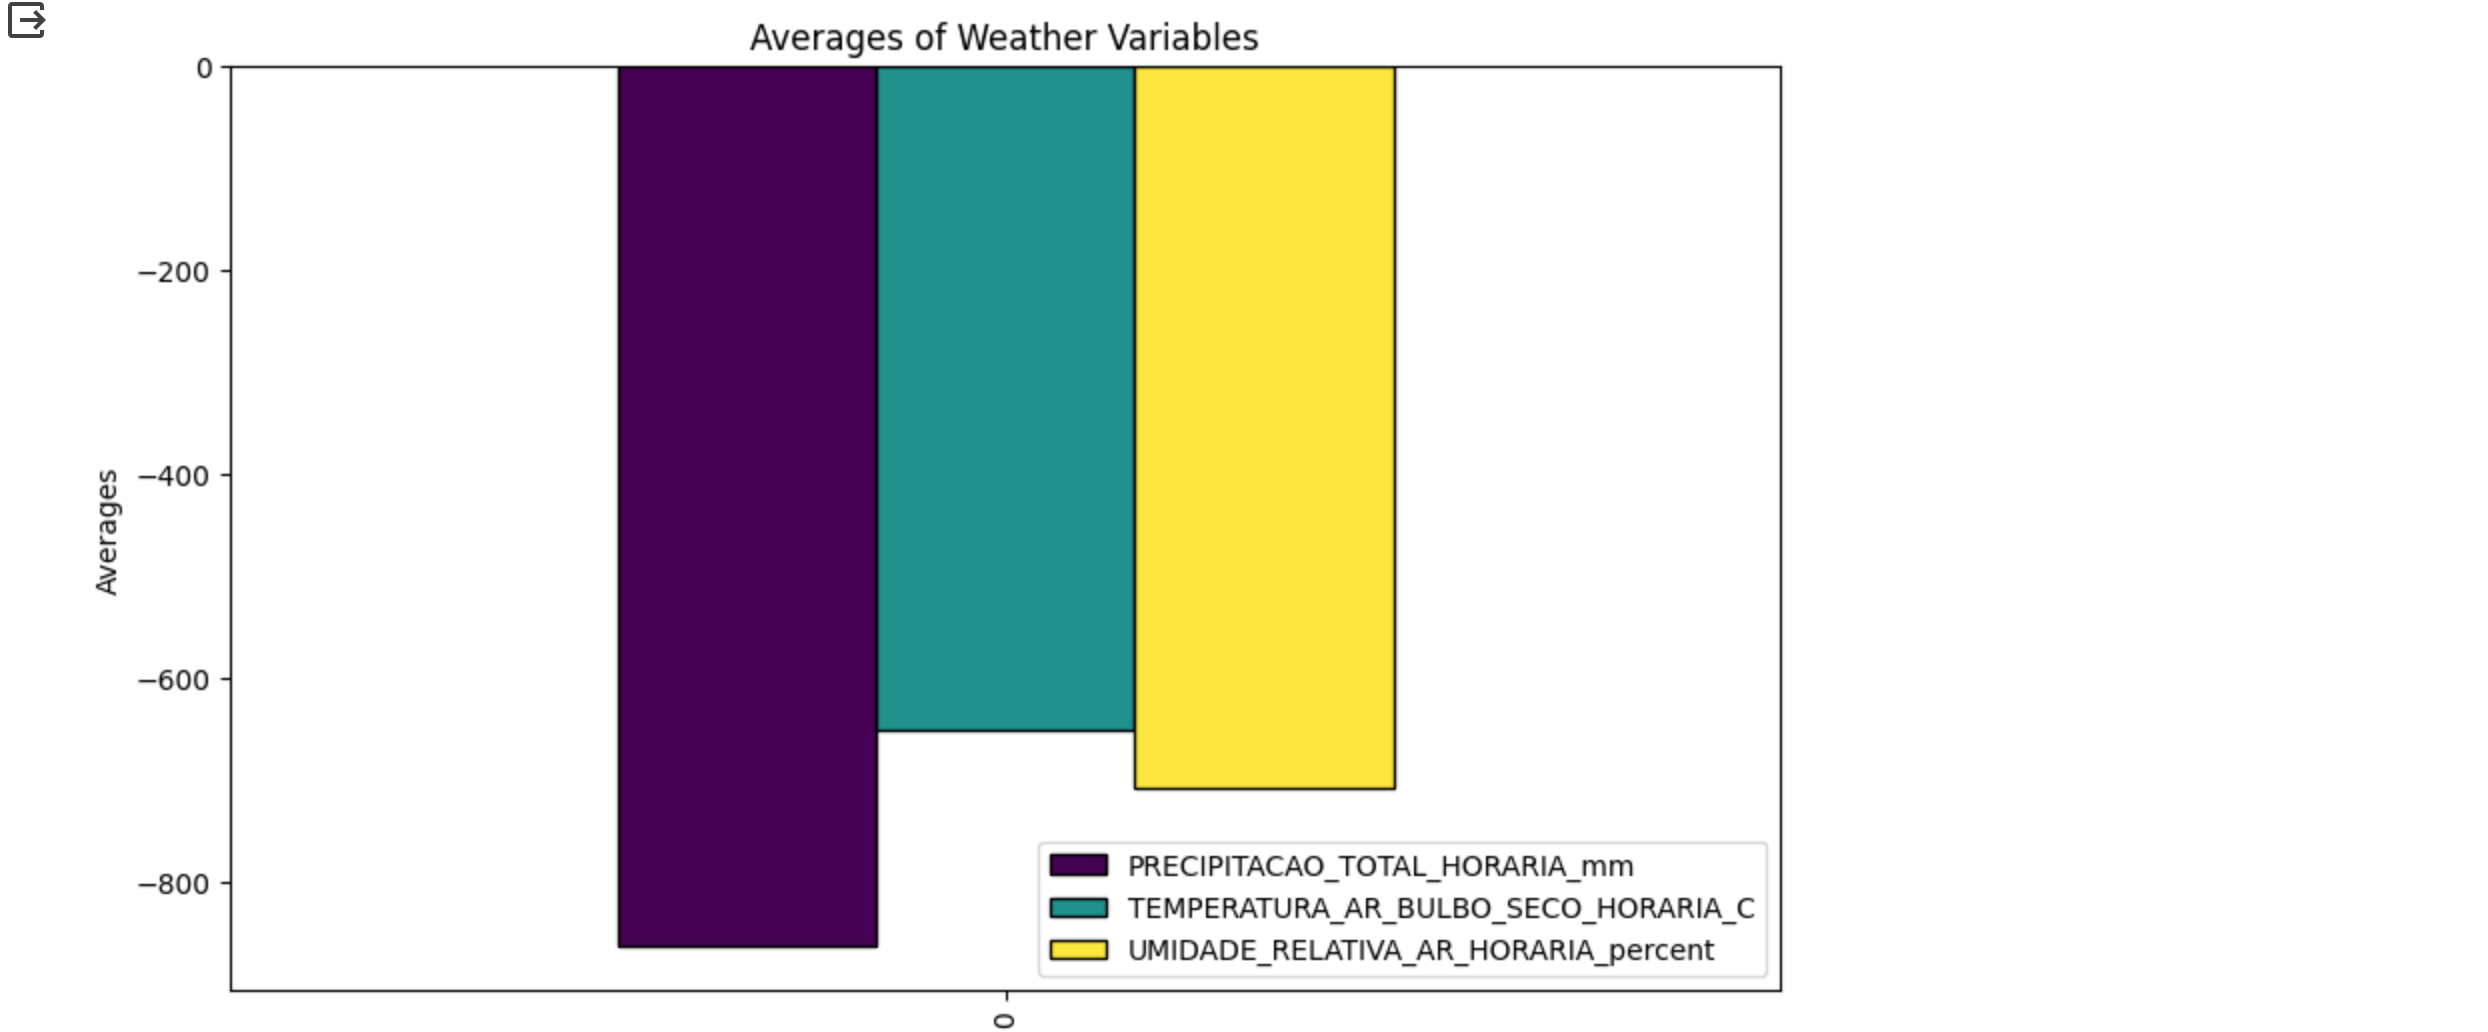 Averages of Weather Variables
0
−200
−400
−600
−800
Averages
PRECIPITACAO_TOTAL_HORARIA_mm
TEMPERATURA_AR_BULBO_SECO_HORARIA_C
UMIDADE_RELATIVA_AR_HORARIA_percent
0